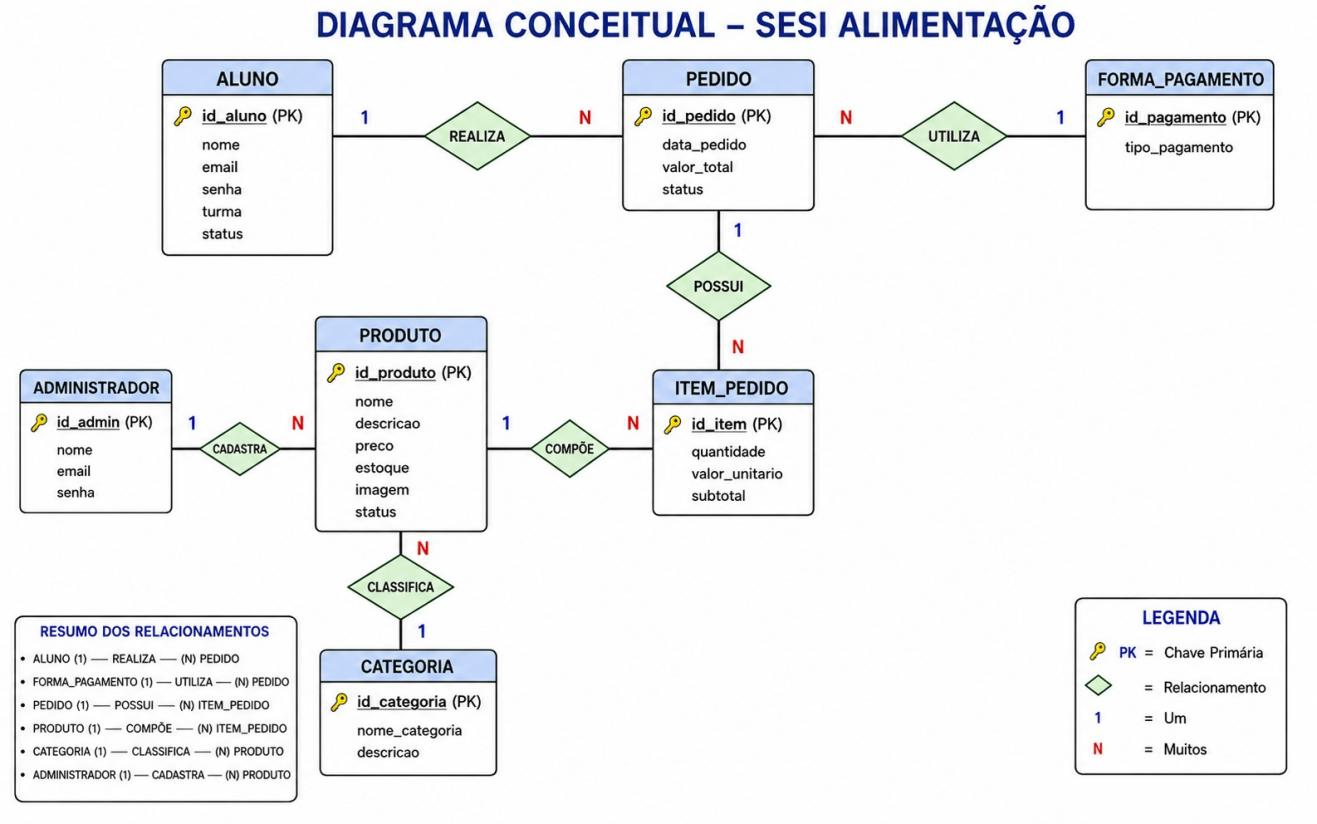 DIAGRAMA CONCEITUAL – SESI ALIMENTAÇÃO
ALUNO
id_aluno (PK)
nome
email
senha
turma
status
1
REALIZA
N
PEDIDO
id_pedido (PK)
data_pedido
valor_total
status
N
UTILIZA
1
FORMA_PAGAMENTO
id_pagamento (PK)
tipo_pagamento
1
POSSUI
N
ADMINISTRADOR
id_admin (PK)
nome
email
senha
1
CADASTRA
N
PRODUTO
id_produto (PK)
nome
descricao
preco
estoque
imagem
status
1
COMPÕE
N
ITEM_PEDIDO
id_item (PK)
quantidade
valor_unitario
subtotal
N
CLASSIFICA
1
CATEGORIA
id_categoria (PK)
nome_categoria
descricao
RESUMO DOS RELACIONAMENTOS
• ALUNO (1) — REALIZA — (N) PEDIDO
• FORMA_PAGAMENTO (1) — UTILIZA — (N) PEDIDO
• PEDIDO (1) — POSSUI — (N) ITEM_PEDIDO
• PRODUTO (1) — COMPÕE — (N) ITEM_PEDIDO
• CATEGORIA (1) — CLASSIFICA — (N) PRODUTO
• ADMINISTRADOR (1) — CADASTRA — (N) PRODUTO
LEGENDA
PK = Chave Primária
= Relacionamento
1 = Um
N = Muitos